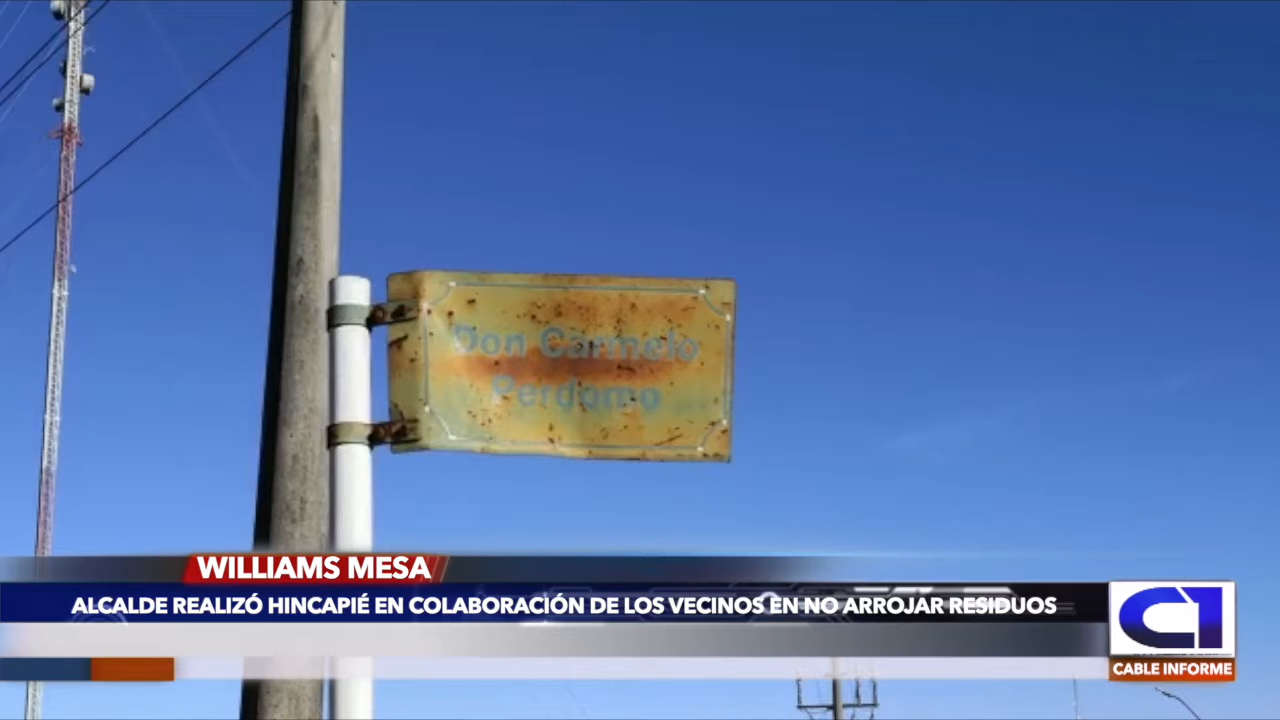 Don Carmelo
Perdomo
WILLIAMS MESA
ALCALDE REALIZÓ HINCAPIÉ EN COLABORACIÓN DE LOS VECINOS EN NO ARROJAR RESIDUOS
C1
CABLE INFORME